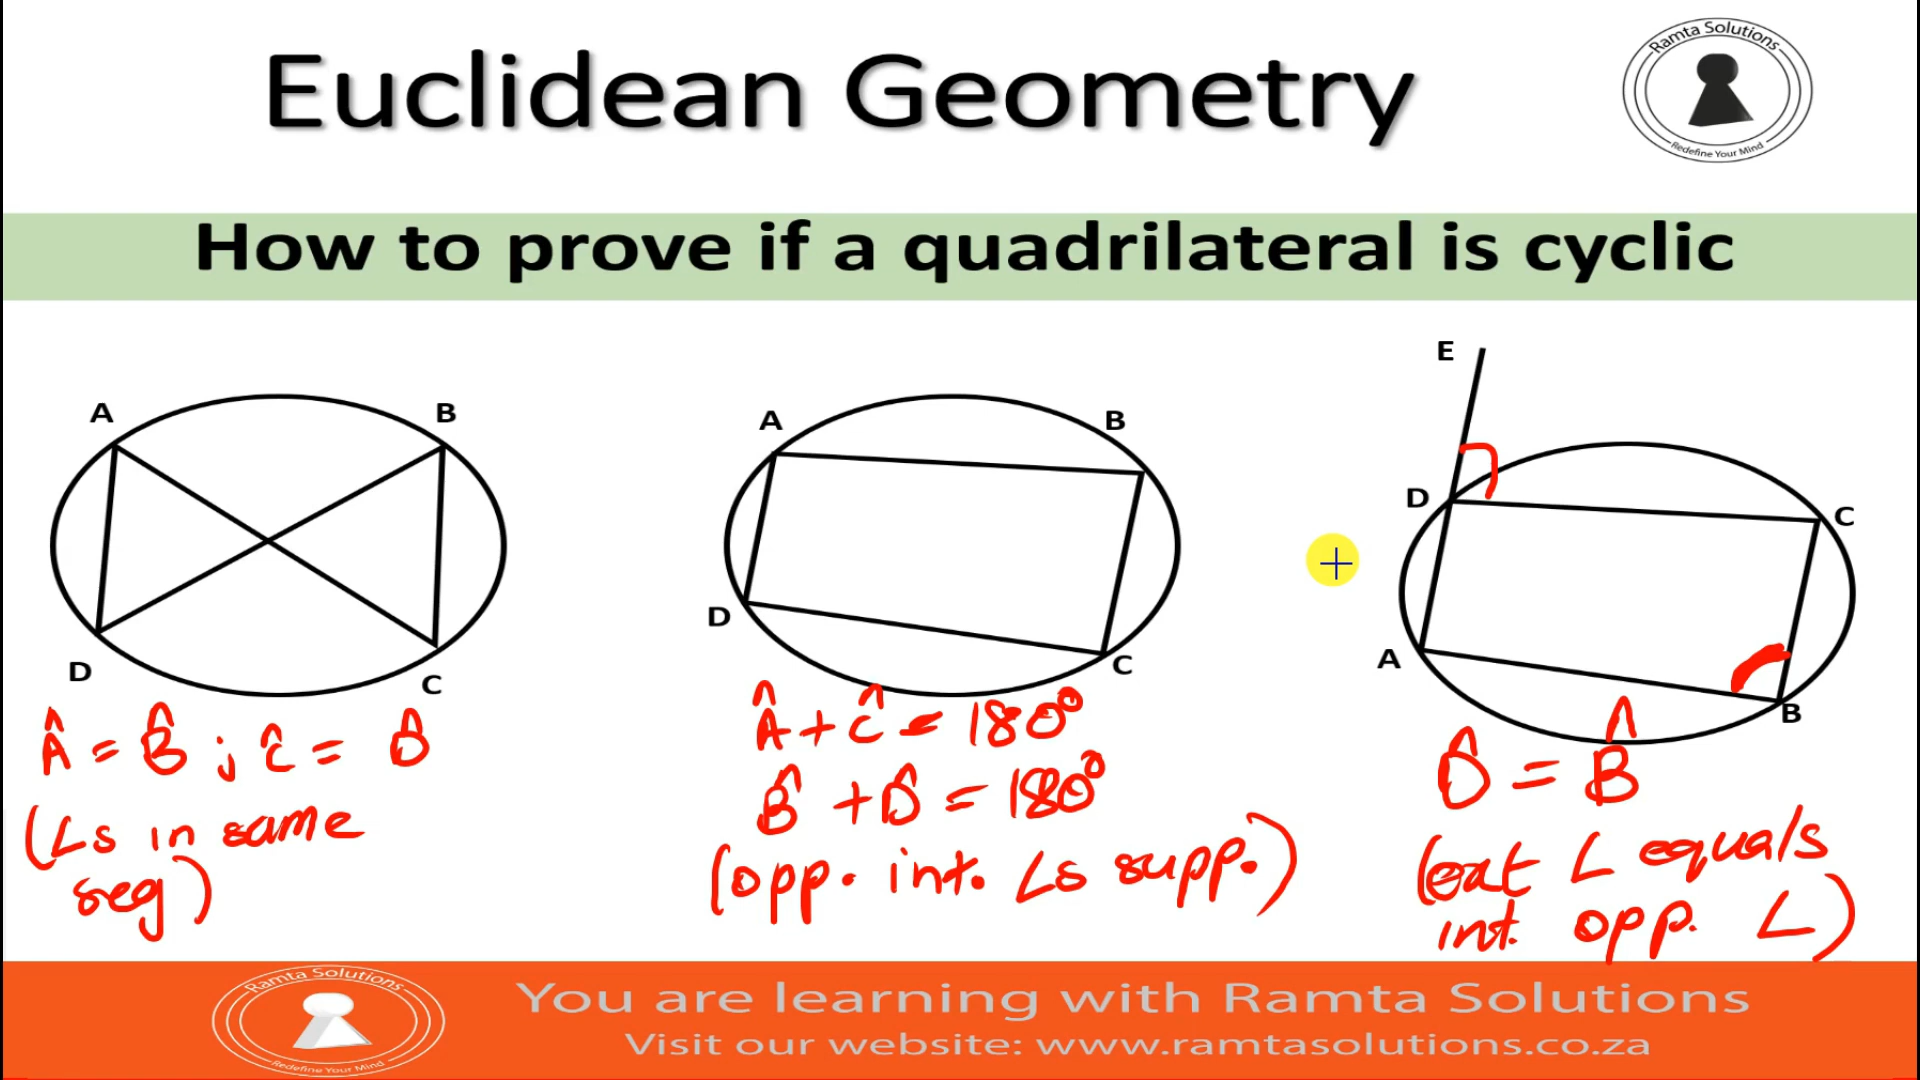 Euclidean Geometry
Ramta Solutions
Redefine Your Mind
How to prove if a quadrilateral is cyclic
A
B
D
C
Â = B̂ ; ĉ = D̂
(∠s in same
seg)
A
B
D
C
Â + Ĉ = 180°
B̂ + D̂ = 180°
(opp. int. ∠s supp.)
E
D
C
A
B
D̂ = B̂
(ext ∠ equals
int. opp. ∠)
Ramta Solutions
Redefine Your Mind
You are learning with Ramta Solutions
Visit our website: www.ramtasolutions.co.za